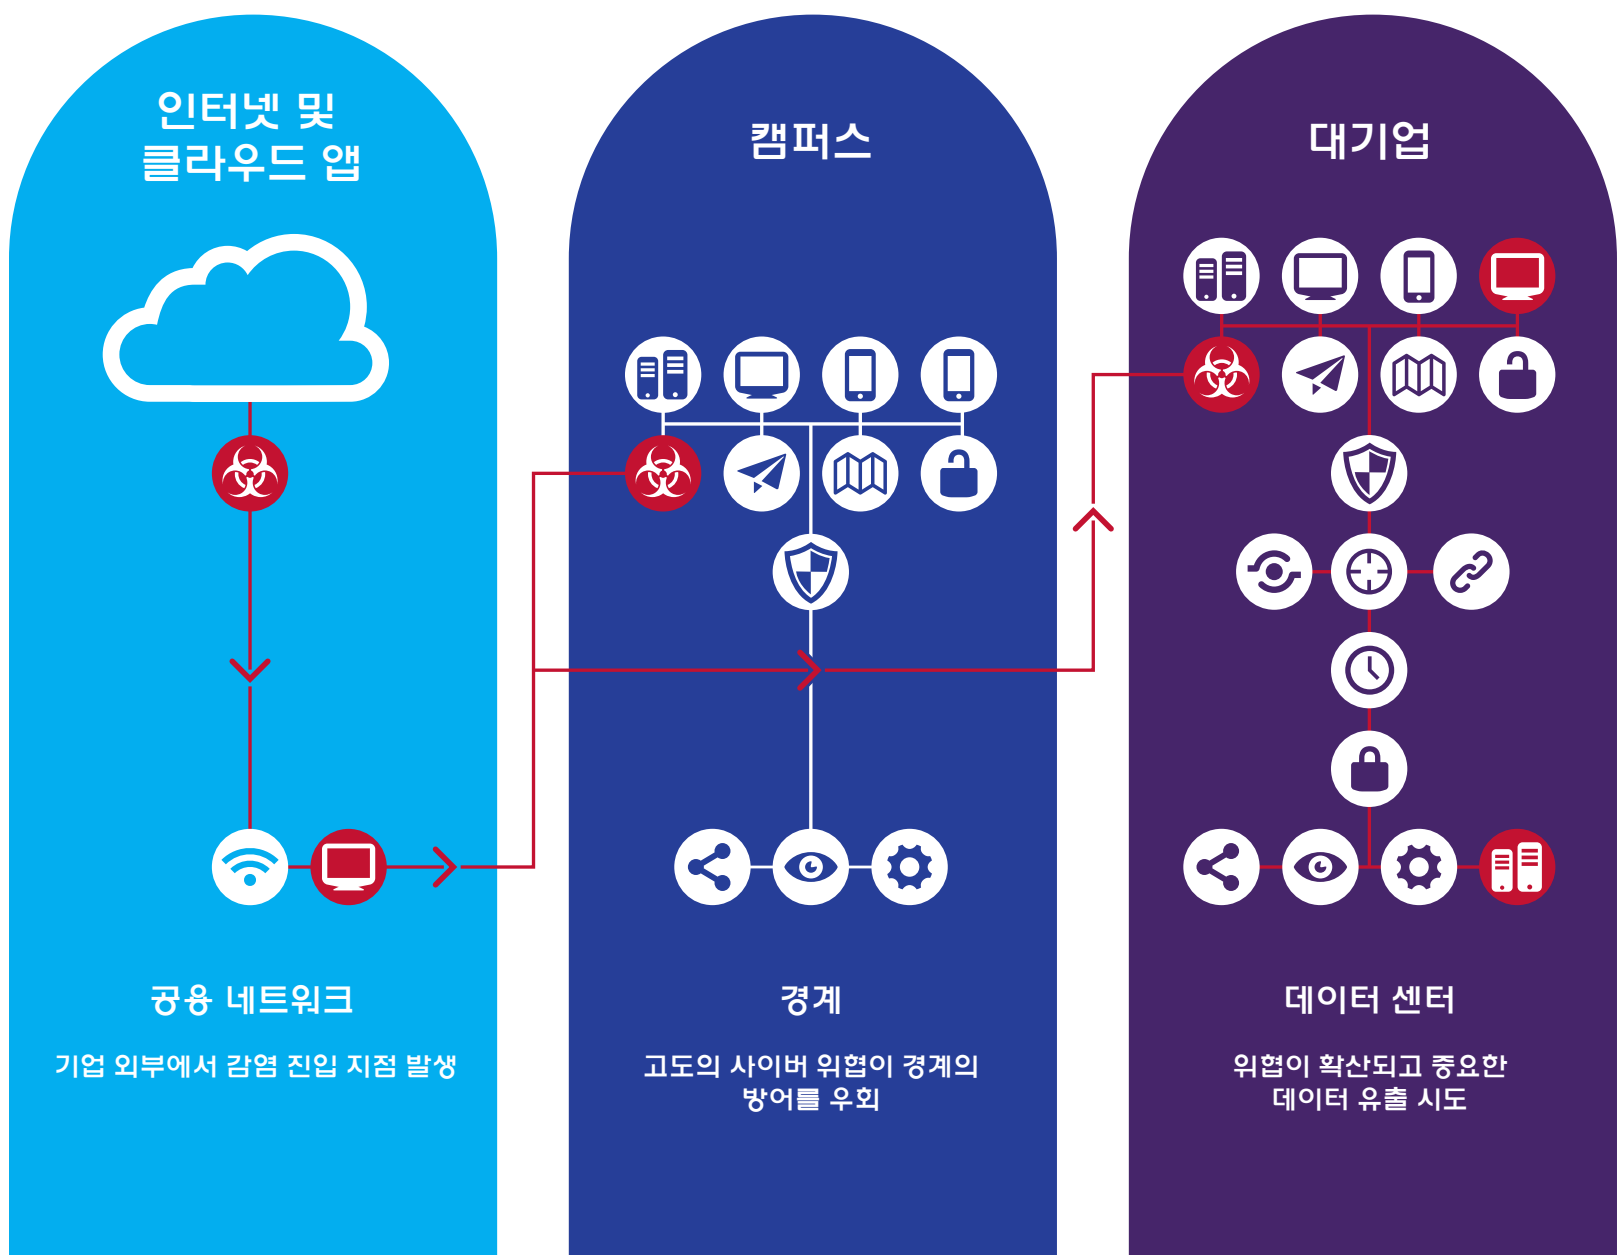 인터넷 및
클라우드 앱
공용 네트워크
기업 외부에서 감염 진입 지점 발생
캠퍼스
경계
고도의 사이버 위협이 경계의
방어를 우회
대기업
데이터 센터
위협이 확산되고 중요한
데이터 유출 시도